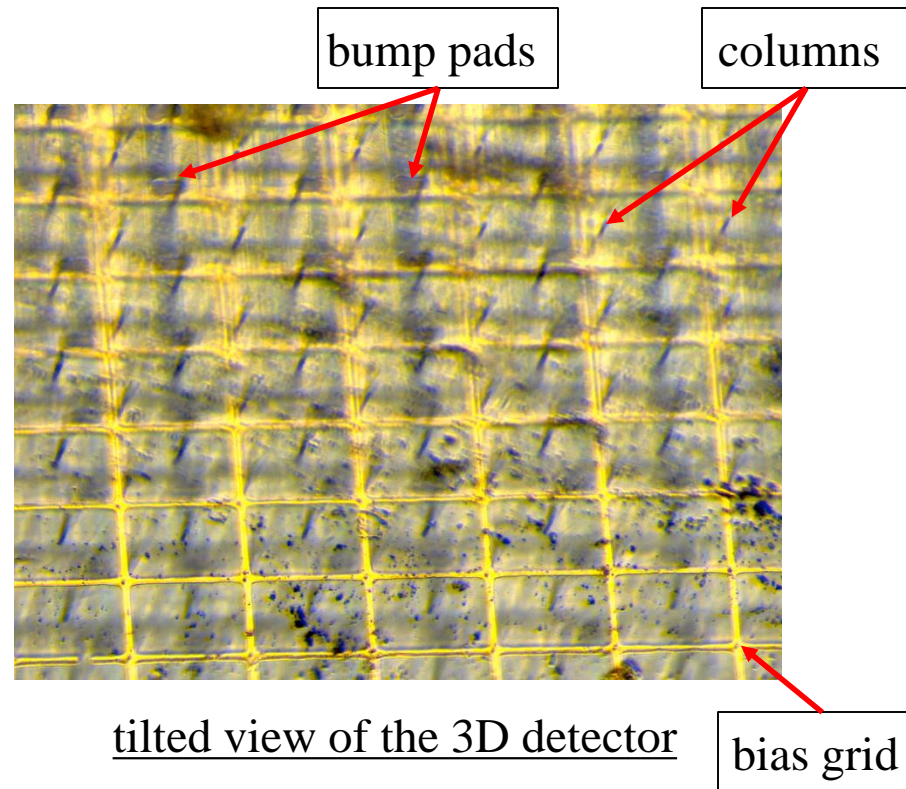 bump pads
columns
tilted view of the 3D detector
bias grid